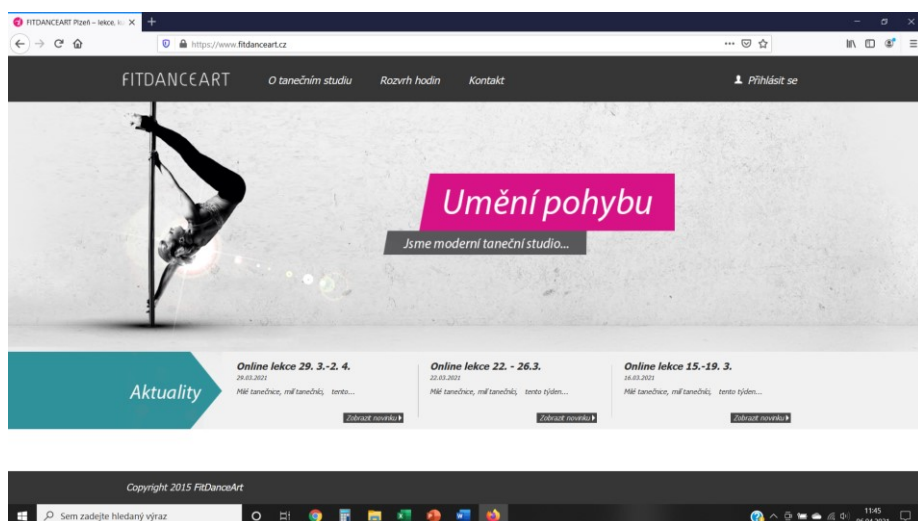 FITDANCEART Plzeň – lekce, ku
https://www.fitdanceart.cz
FITDANCEART
O tanečním studiu
Rozvrh hodin
Kontakt
Přihlásit se
Umění pohybu
Jsme moderní taneční studio...
Aktuality
Online lekce 29. 3.-2. 4.
29.03.2021
Milé tanečnice, milí tanečníci, tento...
Zobrazit novinku
Online lekce 22. - 26.3.
22.03.2021
Milé tanečnice, milí tanečníci, tento týden...
Zobrazit novinku
Online lekce 15.-19. 3.
16.03.2021
Milé tanečnice, milí tanečníci, tento týden...
Zobrazit novinku
Copyright 2015 FitDanceArt
Sem zadejte hledaný výraz
11:45
06.04.2021